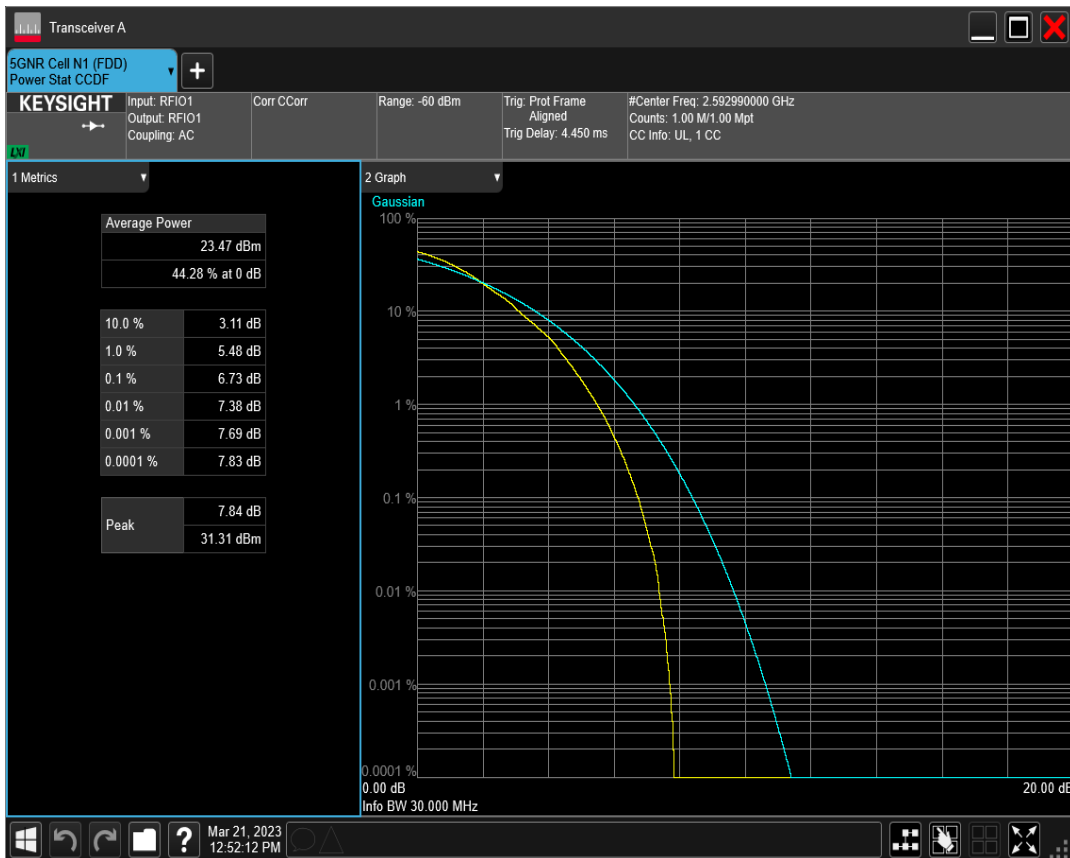 Transceiver A
5GNR Cell N1 (FDD)
Power Stat CCDF
+
KEYSIGHT
LXI
Input: RFIO1
Output: RFIO1
Coupling: AC
Corr CCorr
Range: -60 dBm
Trig: Prot Frame
Aligned
Trig Delay: 4.450 ms
#Center Freq: 2.592990000 GHz
Counts: 1.00 M/1.00 Mpt
CC Info: UL, 1 CC
1 Metrics
Average Power
23.47 dBm
44.28 % at 0 dB
10.0 % 3.11 dB
1.0 % 5.48 dB
0.1 % 6.73 dB
0.01 % 7.38 dB
0.001 % 7.69 dB
0.0001 % 7.83 dB
Peak 7.84 dB
31.31 dBm
2 Graph
Gaussian
100 %
10 %
1 %
0.1 %
0.01 %
0.001 %
0.0001 %
0.00 dB 20.00 dB
Info BW 30.000 MHz
?
Mar 21, 2023
12:52:12 PM